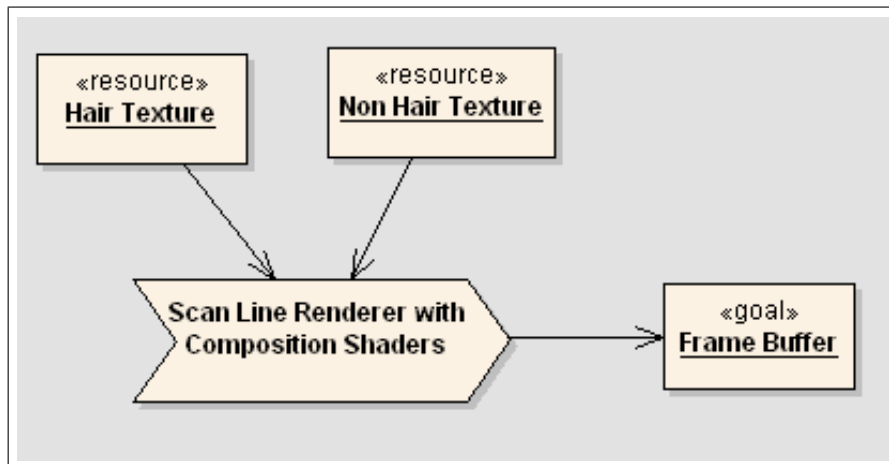 «resource»
Hair Texture
«resource»
Non Hair Texture
Scan Line Renderer with
Composition Shaders
«goal»
Frame Buffer